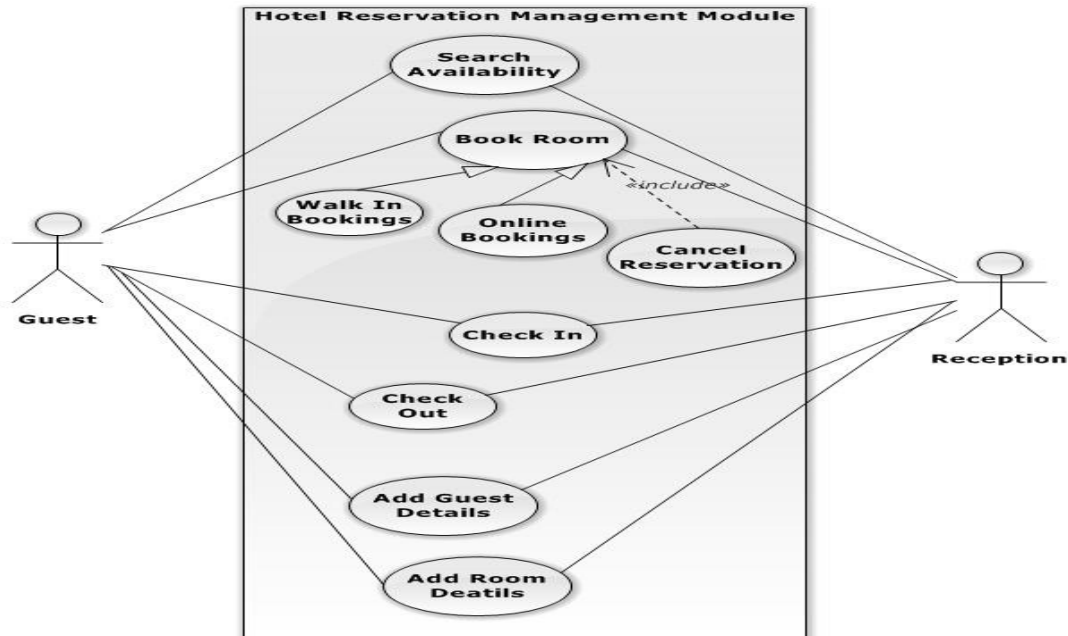 Hotel Reservation Management Module
Search
Availability
Book Room
«include»
Walk In
Bookings
Online
Bookings
Cancel
Reservation
Guest
Check In
Reception
Check
Out
Add Guest
Details
Add Room
Deatils